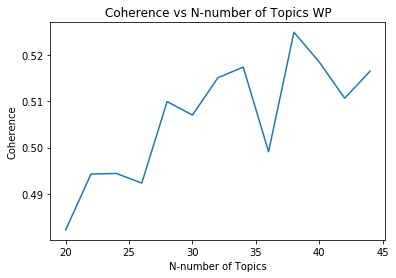 Coherence vs N-number of Topics WP
Coherence
0.52
0.51
0.50
0.49
20 25 30 35 40 45
N-number of Topics